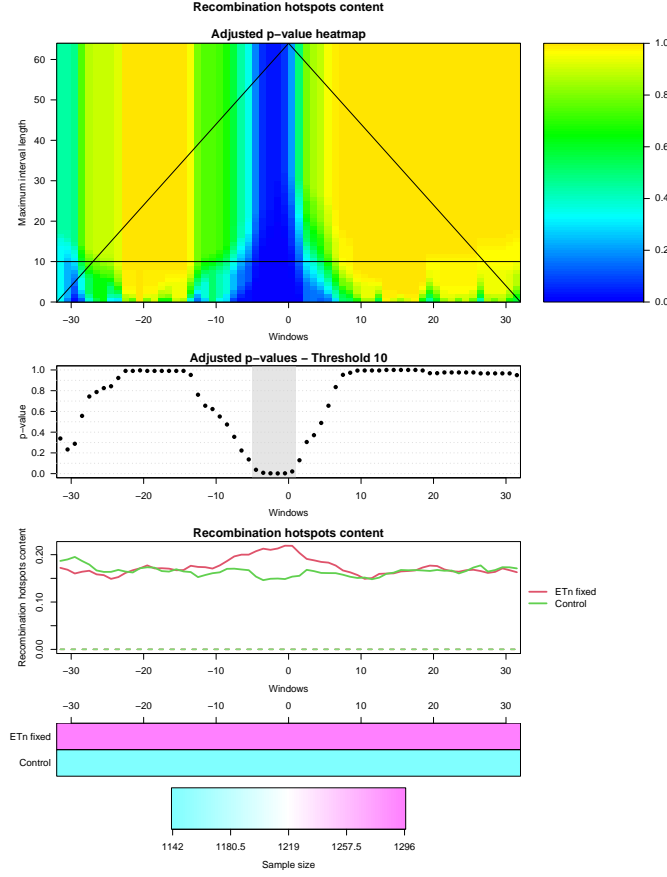 Recombination hotspots content
Adjusted p−value heatmap
Maximum interval length
0 10 20 30 40 50 60
−30 −20 −10 0 10 20 30
Windows
0.0 0.2 0.4 0.6 0.8 1.0
Adjusted p−values − Threshold 10
p−value
0.0 0.2 0.4 0.6 0.8 1.0
−30 −20 −10 0 10 20 30
Windows
Recombination hotspots content
Recombination hotspots content
0.00 0.10 0.20
−30 −20 −10 0 10 20 30
Windows
ETn fixed
Control
−30 −20 −10 0 10 20 30
ETn fixed
Control
1142 1180.5 1219 1257.5 1296
Sample size